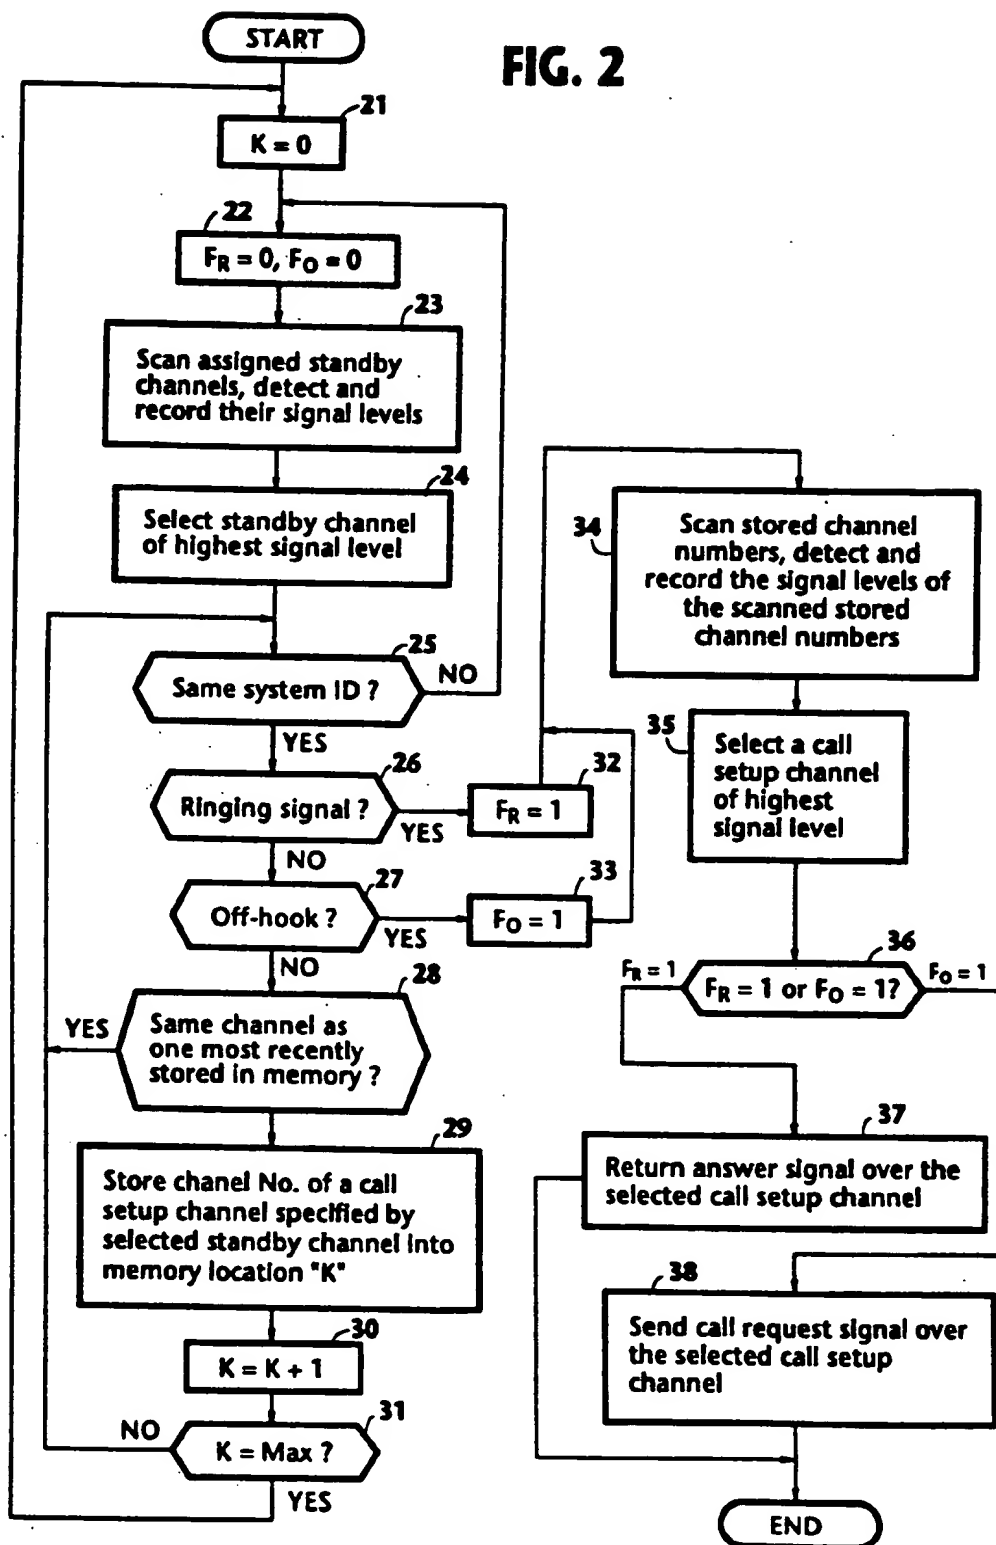 START
FIG. 2
21
K = 0
22
FR = 0, FO = 0
23
Scan assigned standby
channels, detect and
record their signal levels
24
Select standby channel
of highest signal level
25
Same system ID ?
NO
YES
26
Ringing signal ?
YES
NO
32
FR = 1
27
Off-hook ?
YES
NO
33
FO = 1
28
Same channel as
one most recently
stored in memory ?
YES
29
Store chanel No. of a call
setup channel specified by
selected standby channel into
memory location "K"
30
K = K + 1
31
K = Max ?
NO
YES
34
Scan stored channel
numbers, detect and
record the signal levels of
the scanned stored
channel numbers
35
Select a call
setup channel
of highest
signal level
36
FR = 1
FR = 1 or FO = 1?
FO = 1
37
Return answer signal over the
selected call setup channel
38
Send call request signal over
the selected call setup
channel
END